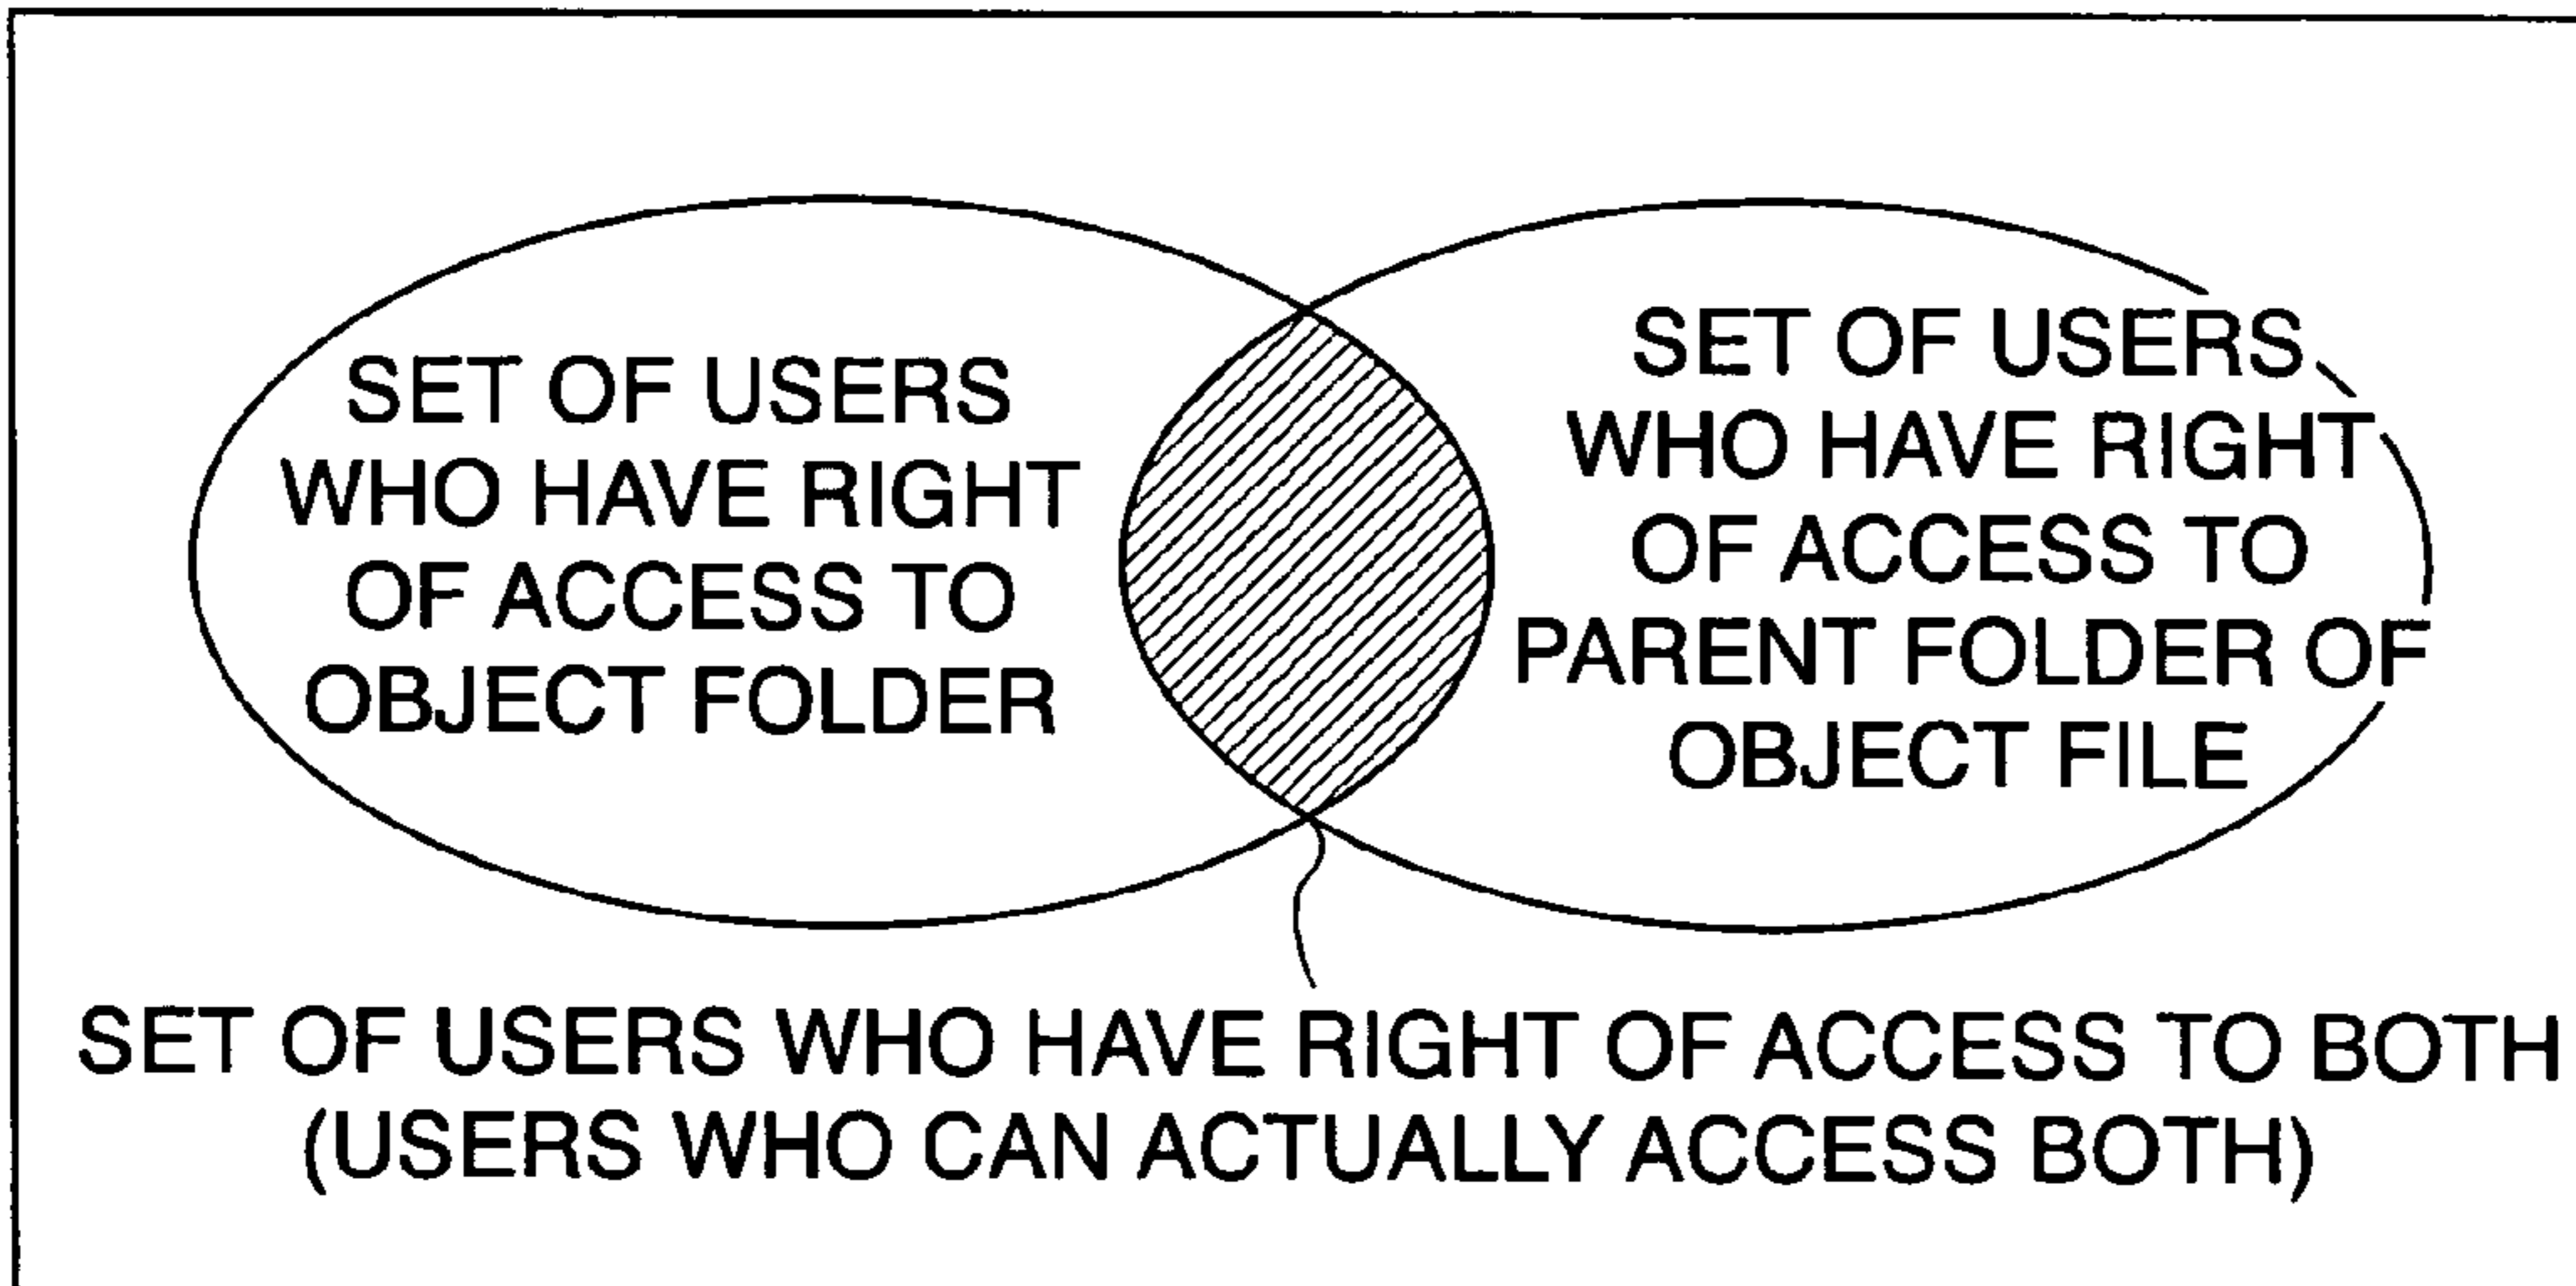 SET OF USERS
WHO HAVE RIGHT
OF ACCESS TO
OBJECT FOLDER
SET OF USERS
WHO HAVE RIGHT
OF ACCESS TO
PARENT FOLDER OF
OBJECT FILE
SET OF USERS WHO HAVE RIGHT OF ACCESS TO BOTH
(USERS WHO CAN ACTUALLY ACCESS BOTH)